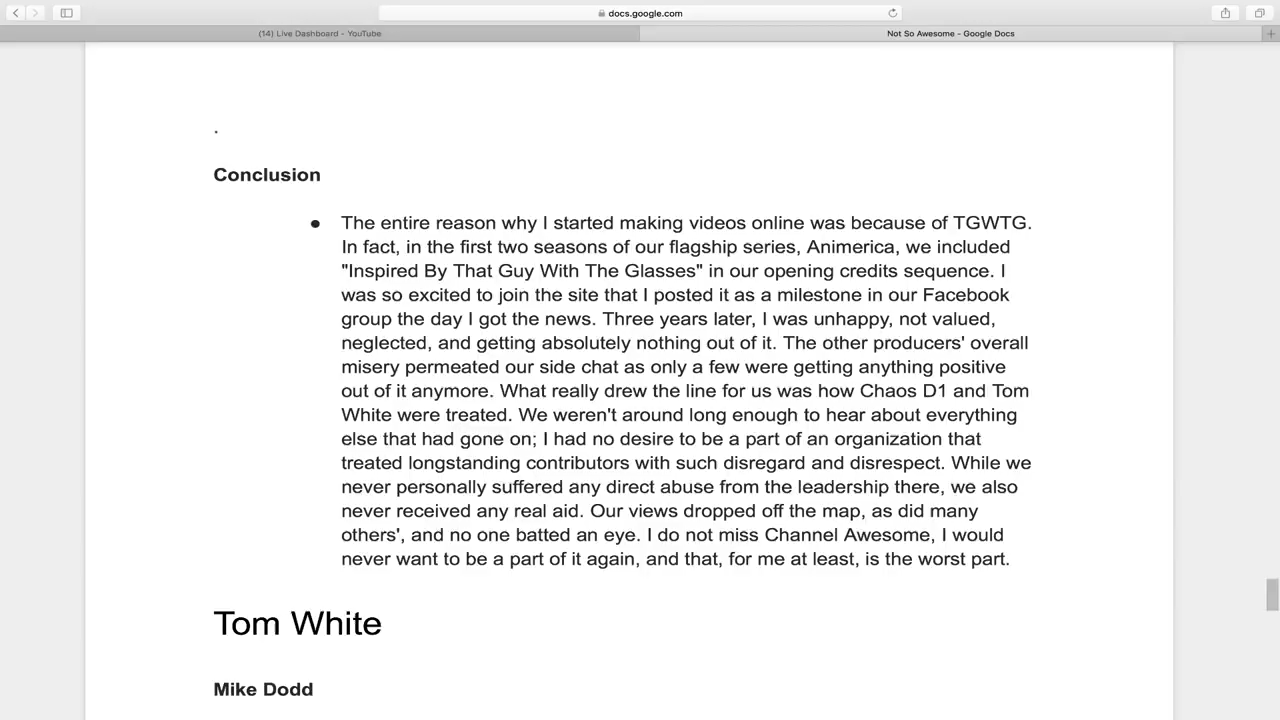 docs.google.com
(14) Live Dashboard - YouTube
Not So Awesome - Google Docs
.
Conclusion
● The entire reason why I started making videos online was because of TGWTG.
In fact, in the first two seasons of our flagship series, Animerica, we included
"Inspired By That Guy With The Glasses" in our opening credits sequence. I
was so excited to join the site that I posted it as a milestone in our Facebook
group the day I got the news. Three years later, I was unhappy, not valued,
neglected, and getting absolutely nothing out of it. The other producers' overall
misery permeated our side chat as only a few were getting anything positive
out of it anymore. What really drew the line for us was how Chaos D1 and Tom
White were treated. We weren't around long enough to hear about everything
else that had gone on; I had no desire to be a part of an organization that
treated longstanding contributors with such disregard and disrespect. While we
never personally suffered any direct abuse from the leadership there, we also
never received any real aid. Our views dropped off the map, as did many
others', and no one batted an eye. I do not miss Channel Awesome, I would
never want to be a part of it again, and that, for me at least, is the worst part.
Tom White
Mike Dodd